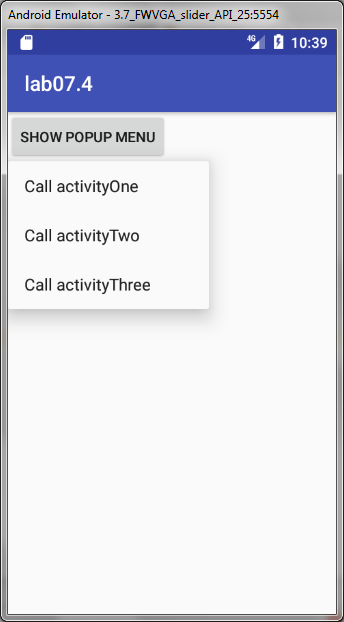 Android Emulator - 3.7_FWVGA_slider_API_25:5554
4G 10:39
lab07.4
SHOW POPUP MENU
Call activityOne
Call activityTwo
Call activityThree